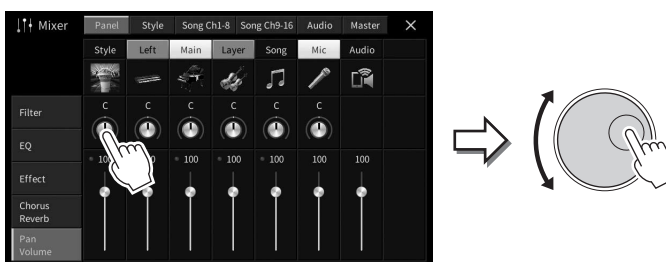 Mixer
Panel Style Song Ch1-8 Song Ch9-16 Audio Master
Style Left Main Layer Song Mic Audio
C C C C C C
Filter
EQ
Effect
Chorus
Reverb
Pan
Volume
100 100 100 100 100 100